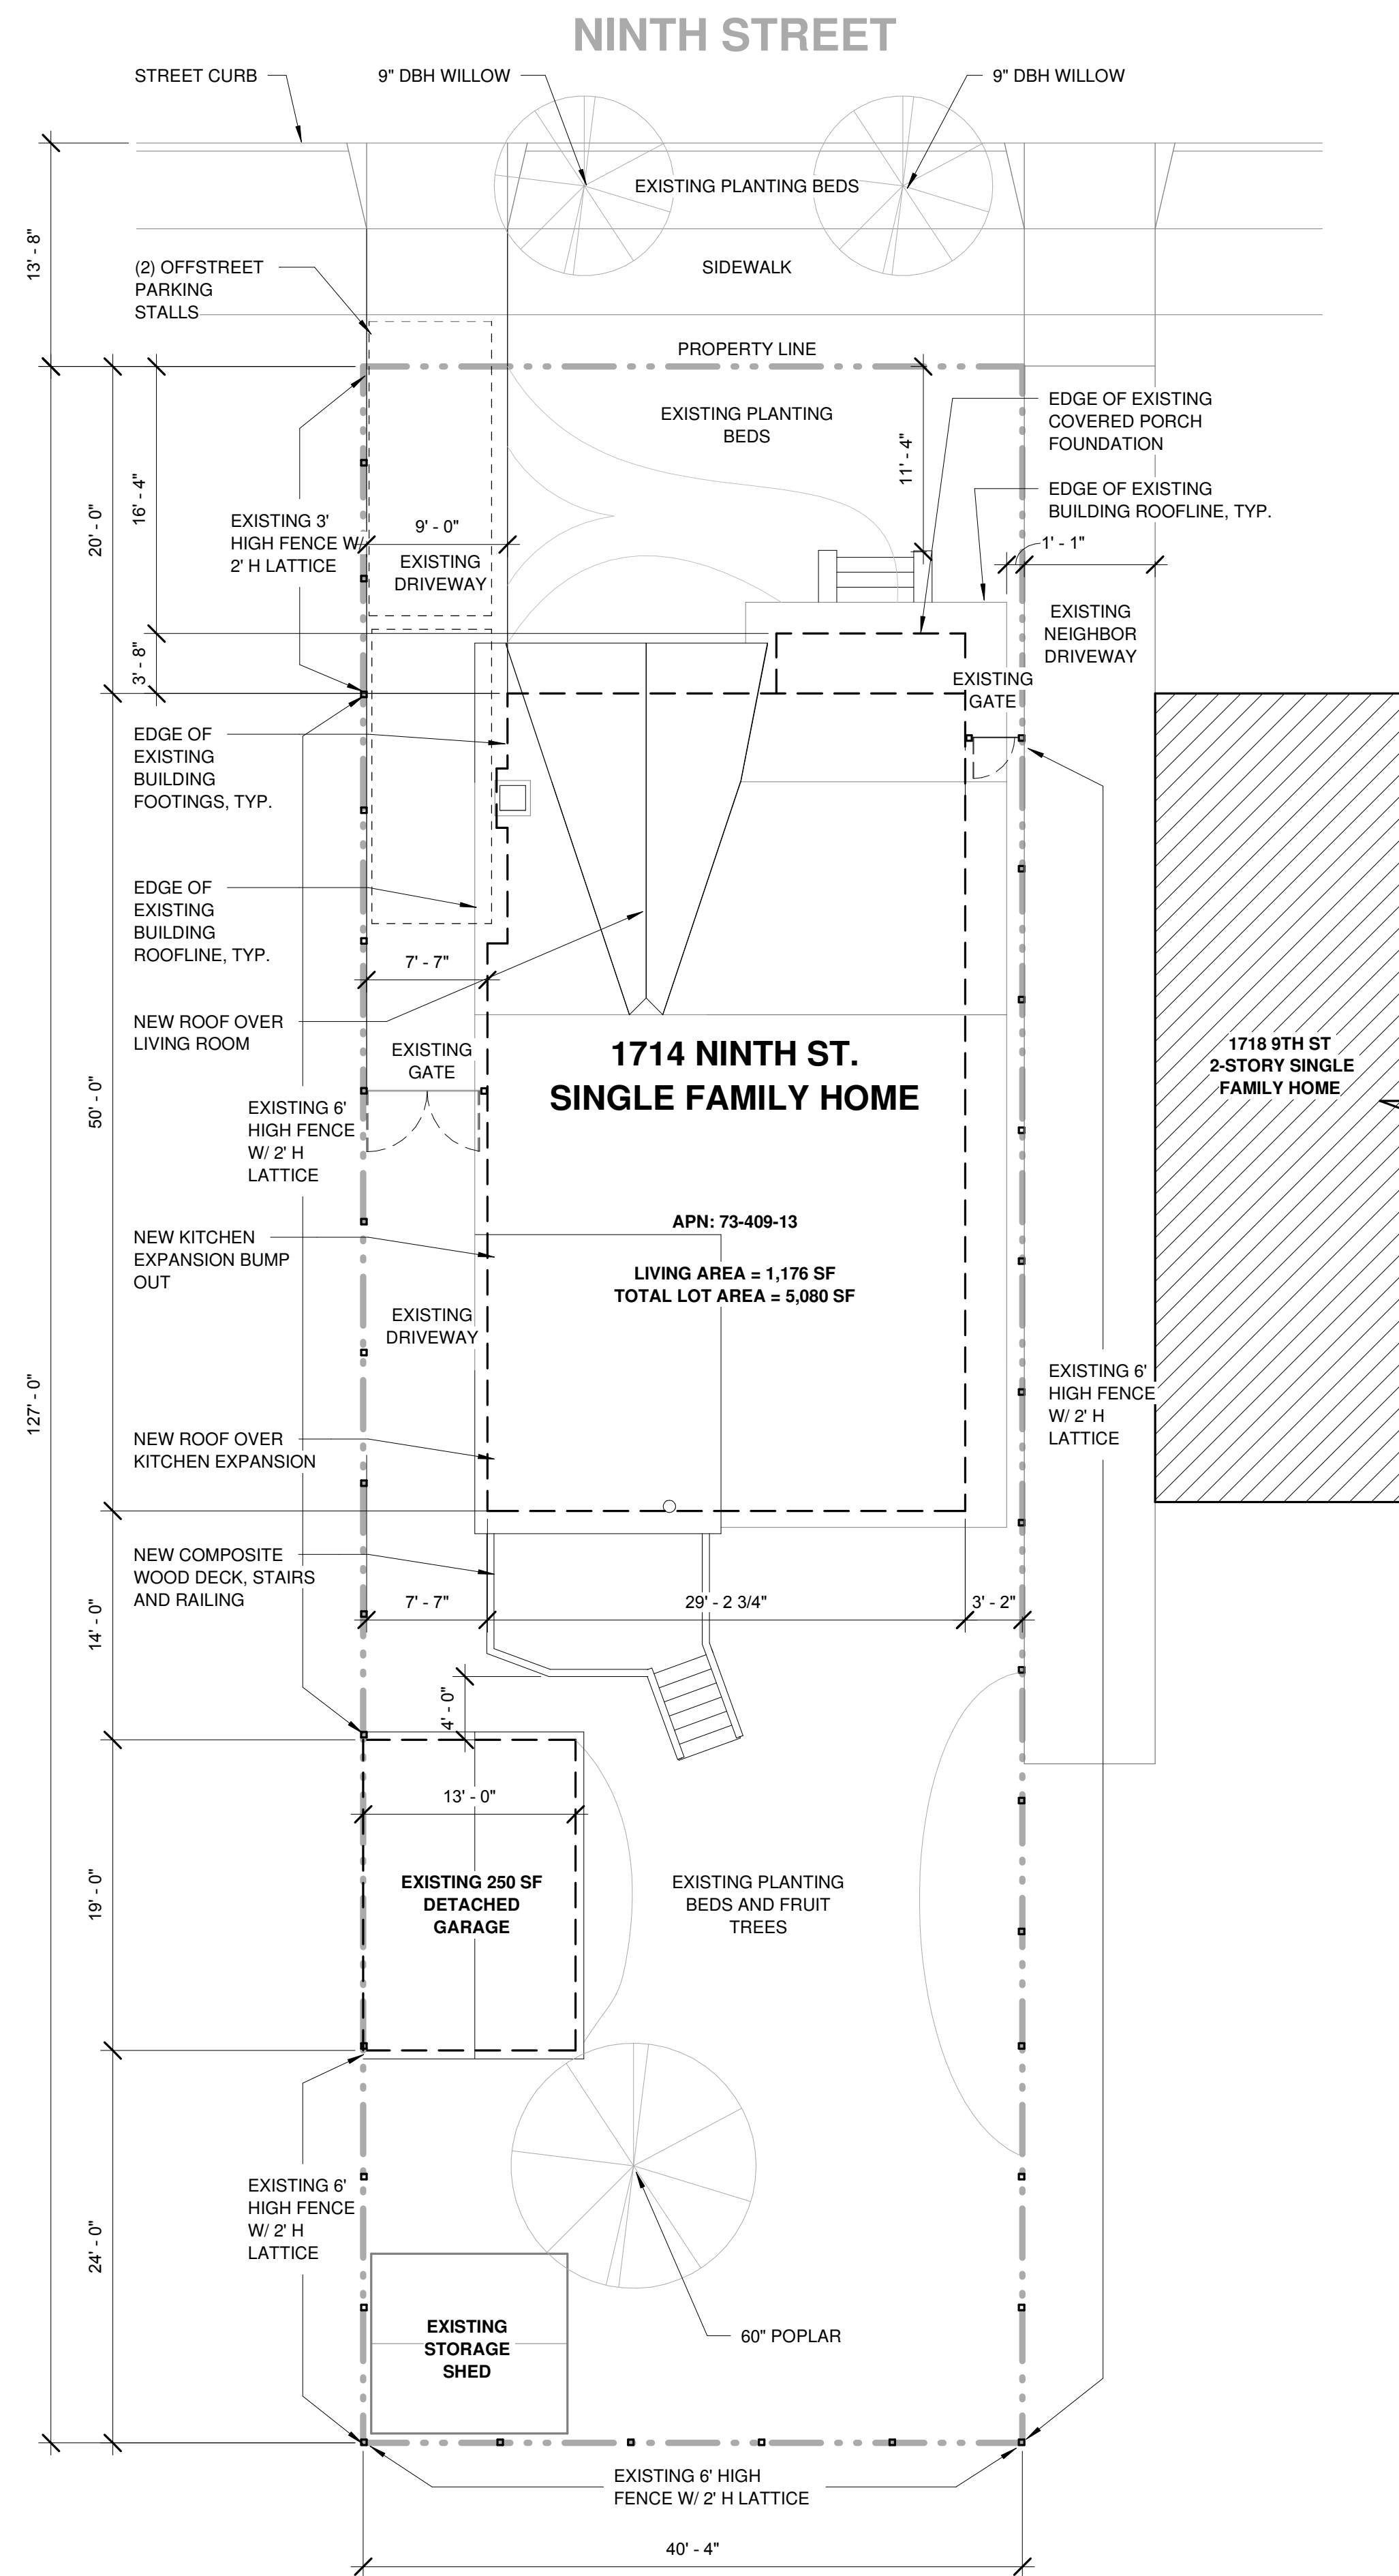 NINTH STREET
STREET CURB
9" DBH WILLOW
9" DBH WILLOW
EXISTING PLANTING BEDS
13' - 8"
(2) OFFSTREET
PARKING
STALLS
SIDEWALK
PROPERTY LINE
EXISTING PLANTING
BEDS
11' - 4"
EDGE OF EXISTING
COVERED PORCH
FOUNDATION
EDGE OF EXISTING
BUILDING ROOFLINE, TYP.
20' - 0"
16' - 4"
EXISTING 3'
HIGH FENCE W/
2' H LATTICE
9' - 0"
EXISTING
DRIVEWAY
1' - 1"
EXISTING
NEIGHBOR
DRIVEWAY
3' - 8"
EXISTING
GATE
EDGE OF
EXISTING
BUILDING
FOOTINGS, TYP.
EDGE OF
EXISTING
BUILDING
ROOFLINE, TYP.
7' - 7"
NEW ROOF OVER
LIVING ROOM
EXISTING
GATE
1714 NINTH ST.
SINGLE FAMILY HOME
1718 9TH ST
2-STORY SINGLE
FAMILY HOME
50' - 0"
EXISTING 6'
HIGH FENCE
W/ 2' H
LATTICE
APN: 73-409-13
NEW KITCHEN
EXPANSION BUMP
OUT
LIVING AREA = 1,176 SF
TOTAL LOT AREA = 5,080 SF
EXISTING
DRIVEWAY
127' - 0"
EXISTING 6'
HIGH FENCE
W/ 2' H
LATTICE
NEW ROOF OVER
KITCHEN EXPANSION
NEW COMPOSITE
WOOD DECK, STAIRS
AND RAILING
14' - 0"
7' - 7"
29' - 2 3/4"
3' - 2"
4' - 0"
13' - 0"
19' - 0"
EXISTING 250 SF
DETACHED
GARAGE
EXISTING PLANTING
BEDS AND FRUIT
TREES
24' - 0"
EXISTING 6'
HIGH FENCE
W/ 2' H
LATTICE
EXISTING
STORAGE
SHED
60" POPLAR
EXISTING 6' HIGH
FENCE W/ 2' H LATTICE
40' - 4"